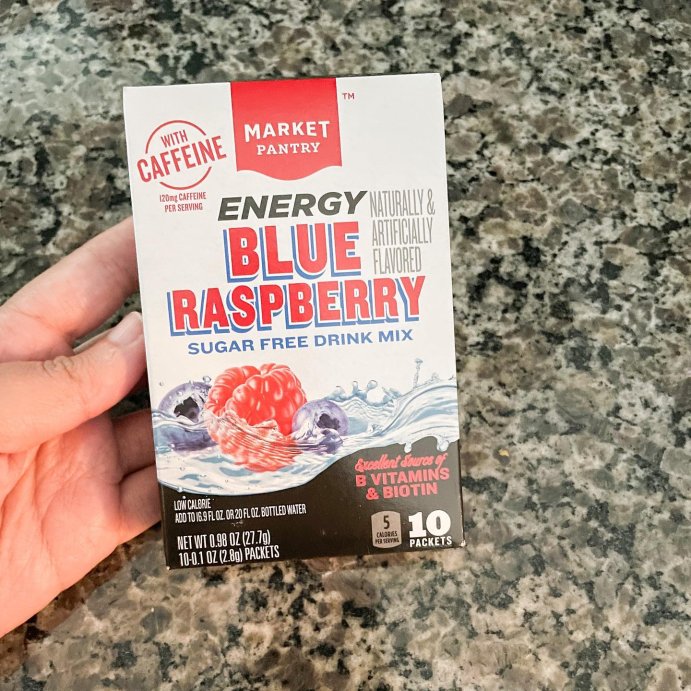 MARKET
PANTRY
™
WITH
CAFFEINE
120mg CAFFEINE
PER SERVING
ENERGY
NATURALLY &
ARTIFICIALLY
FLAVORED
BLUE
RASPBERRY
SUGAR FREE DRINK MIX
Excellent Source of
B VITAMINS
& BIOTIN
LOW CALORIE
ADD TO 16.9 FL OZ. OR 20 FL OZ. BOTTLED WATER
NET WT 0.98 OZ (27.7g)
10-0.1 OZ (2.8g) PACKETS
5
CALORIES
PER SERVING
10
PACKETS